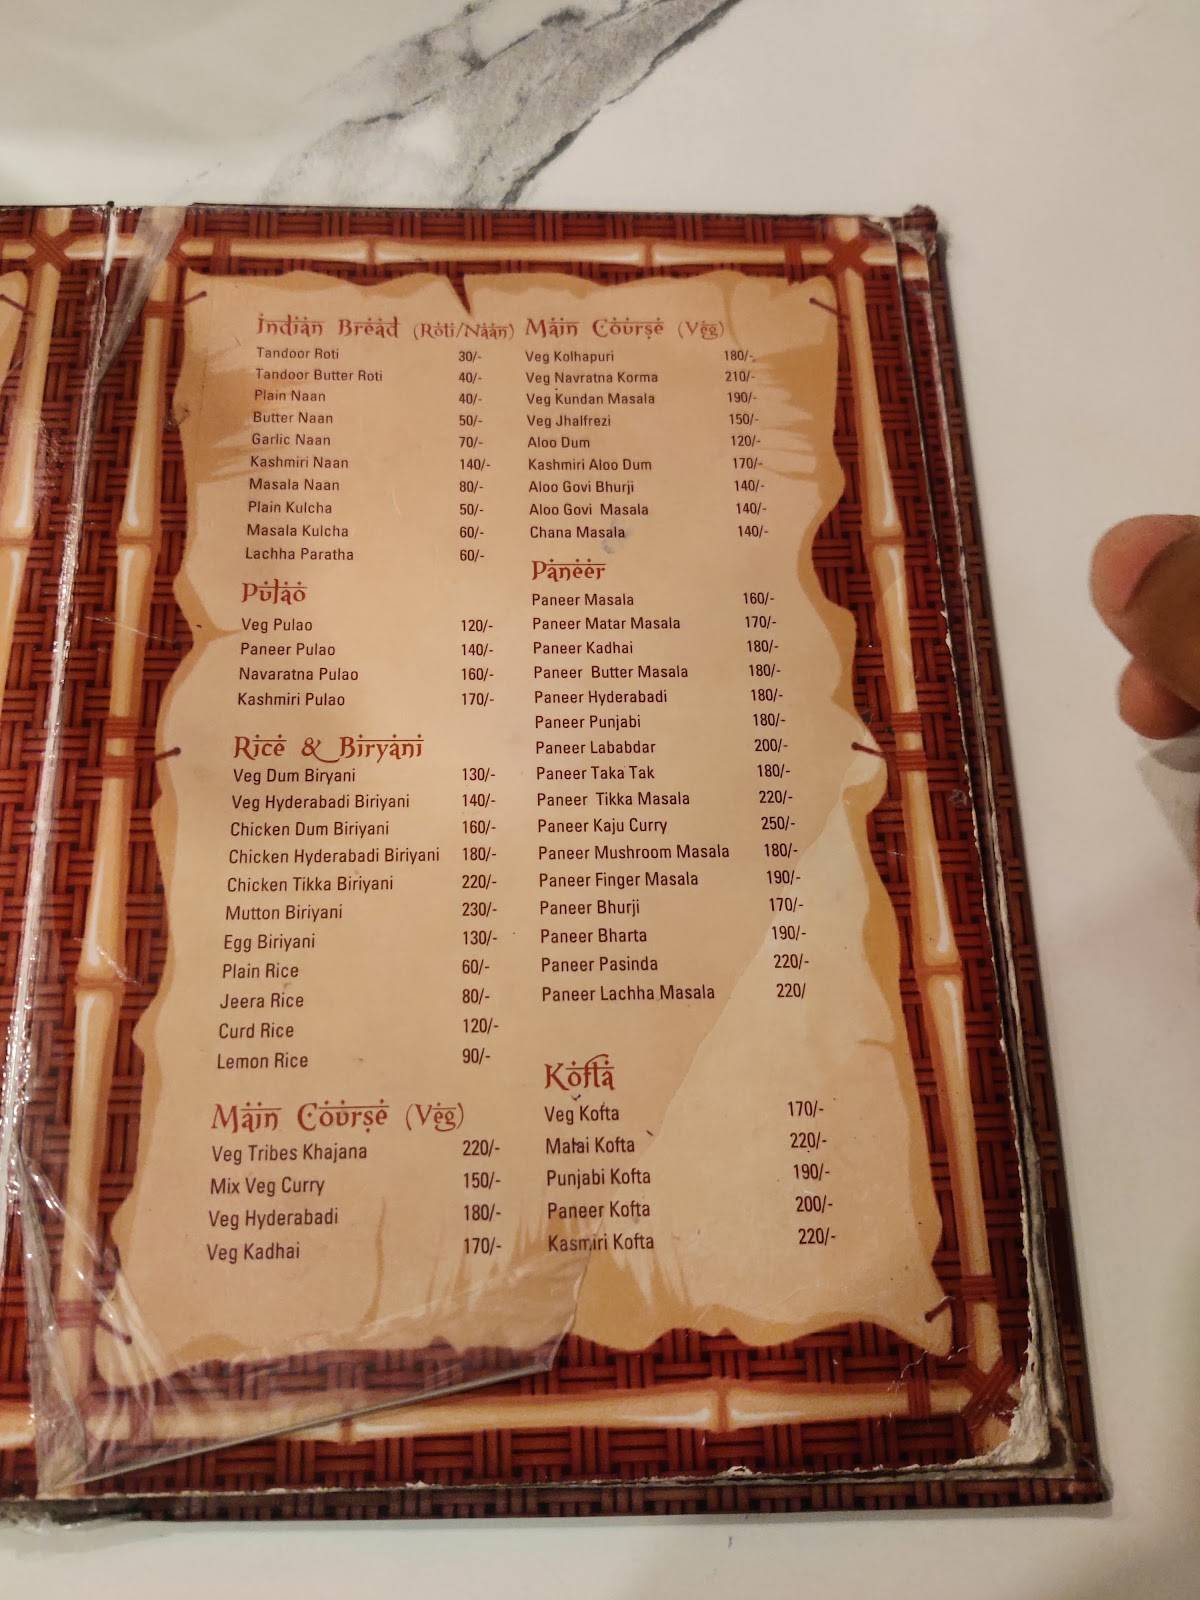 Indian Bread (Roti/Naan)
Tandoor Roti 30/-
Tandoor Butter Roti 40/-
Plain Naan 40/-
Butter Naan 50/-
Garlic Naan 70/-
Kashmiri Naan 140/-
Masala Naan 80/-
Plain Kulcha 50/-
Masala Kulcha 60/-
Lachha Paratha 60/-
Pulao
Veg Pulao 120/-
Paneer Pulao 140/-
Navaratna Pulao 160/-
Kashmiri Pulao 170/-
Rice & Biryani
Veg Dum Biryani 130/-
Veg Hyderabadi Biriyani 140/-
Chicken Dum Biriyani 160/-
Chicken Hyderabadi Biriyani 180/-
Chicken Tikka Biriyani 220/-
Mutton Biriyani 230/-
Egg Biriyani 130/-
Plain Rice 60/-
Jeera Rice 80/-
Curd Rice 120/-
Lemon Rice 90/-
Main Course (Veg)
Veg Tribes Khajana 220/-
Mix Veg Curry 150/-
Veg Hyderabadi 180/-
Veg Kadhai 170/-
Main Course (Veg)
Veg Kolhapuri 180/-
Veg Navratna Korma 210/-
Veg Kundan Masala 190/-
Veg Jhalfrezi 150/-
Aloo Dum 120/-
Kashmiri Aloo Dum 170/-
Aloo Govi Bhurji 140/-
Aloo Govi Masala 140/-
Chana Masala 140/-
Paneer
Paneer Masala 160/-
Paneer Matar Masala 170/-
Paneer Kadhai 180/-
Paneer Butter Masala 180/-
Paneer Hyderabadi 180/-
Paneer Punjabi 180/-
Paneer Lababdar 200/-
Paneer Taka Tak 180/-
Paneer Tikka Masala 220/-
Paneer Kaju Curry 250/-
Paneer Mushroom Masala 180/-
Paneer Finger Masala 190/-
Paneer Bhurji 170/-
Paneer Bharta 190/-
Paneer Pasinda 220/-
Paneer Lachha Masala 220/
Kofta
Veg Kofta 170/-
Malai Kofta 220/-
Punjabi Kofta 190/-
Paneer Kofta 200/-
Kasmiri Kofta 220/-